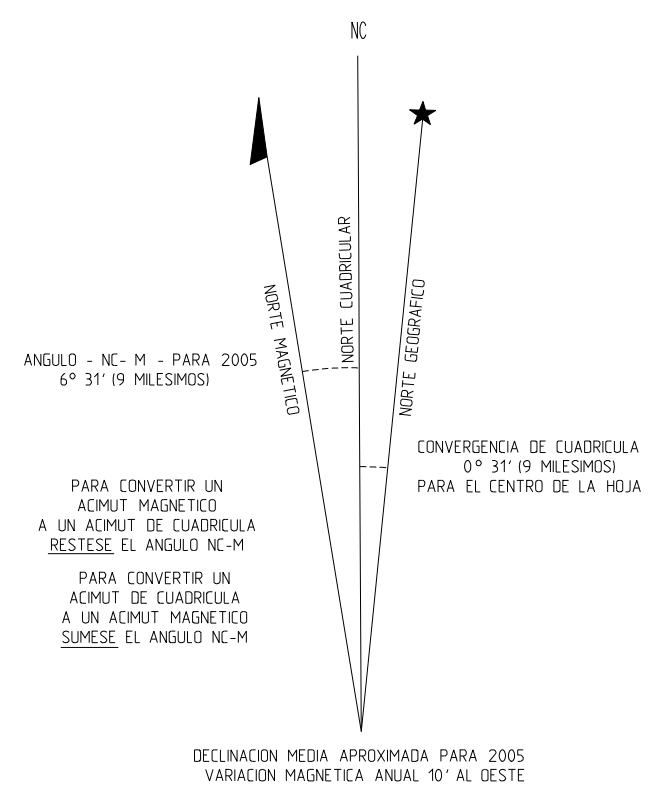 NC
NORTE MAGNETICO
NORTE CUADRICULAR
NORTE GEOGRAFICO
ANGULO - NC- M - PARA 2005
6° 31' (9 MILESIMOS)
CONVERGENCIA DE CUADRICULA
0° 31' (9 MILESIMOS)
PARA EL CENTRO DE LA HOJA
PARA CONVERTIR UN
ACIMUT MAGNETICO
A UN ACIMUT DE CUADRICULA
RESTESE EL ANGULO NC-M
PARA CONVERTIR UN
ACIMUT DE CUADRICULA
A UN ACIMUT MAGNETICO
SUMESE EL ANGULO NC-M
DECLINACION MEDIA APROXIMADA PARA 2005
VARIACION MAGNETICA ANUAL 10' AL OESTE